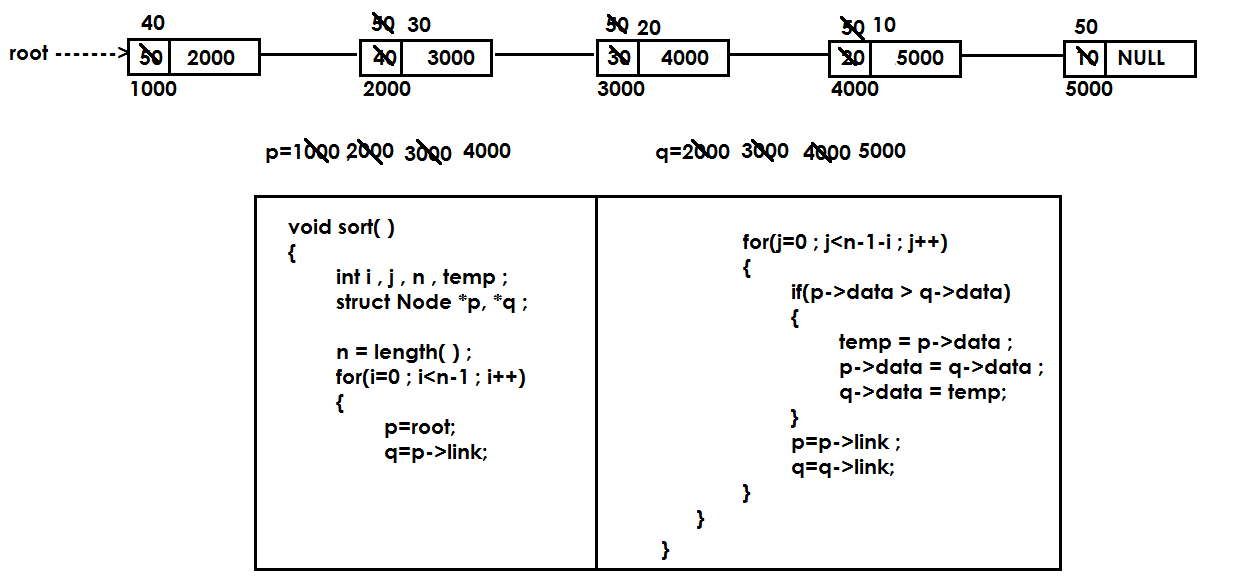 40 50 30 50 20 50 10 50
root ------> 50 2000 40 3000 30 4000 20 5000 10 NULL
1000 2000 3000 4000 5000
p=1000 ,2000 3000 4000 q=2000 3000 4000 5000
void sort( )
{
int i , j , n , temp ;
struct Node *p, *q ;
n = length( ) ;
for(i=0 ; i<n-1 ; i++)
{
p=root;
q=p->link;
for(j=0 ; j<n-1-i ; j++)
{
if(p->data > q->data)
{
temp = p->data ;
p->data = q->data ;
q->data = temp;
}
p=p->link ;
q=q->link;
}
}
}